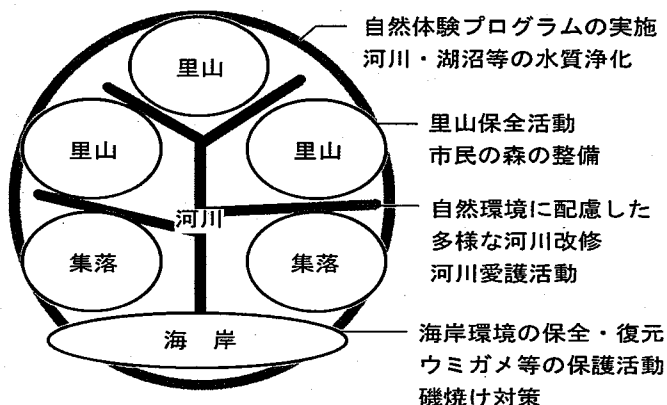 自然体験プログラムの実施
河川・湖沼等の水質浄化
里山
里山
里山
里山保全活動
市民の森の整備
河川
自然環境に配慮した
多様な河川改修
河川愛護活動
集落
集落
海 岸
海岸環境の保全・復元
ウミガメ等の保護活動
磯焼け対策